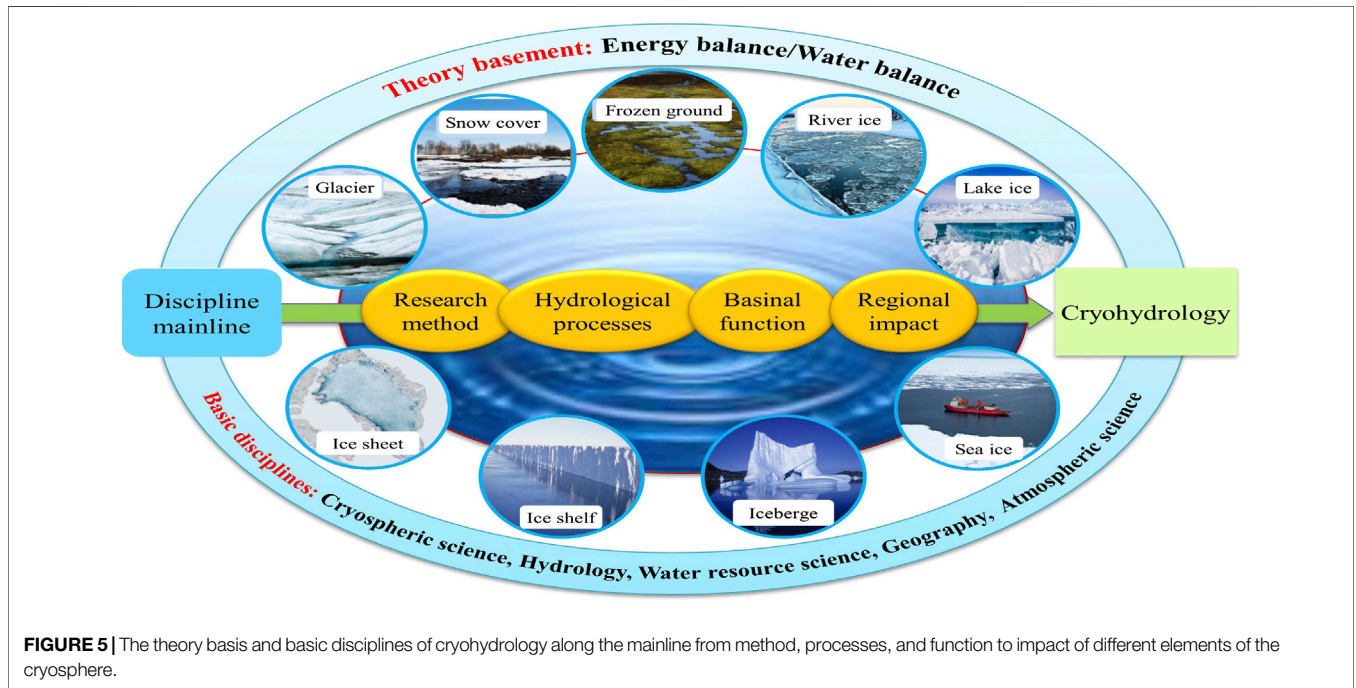 Theory basement: Energy balance/Water balance
Frozen ground
Snow cover
River ice
Glacier
Lake ice
Discipline
mainline
Research
method
Hydrological
processes
Basinal
function
Regional
impact
Cryohydrology
Ice sheet
Ice shelf
Iceberge
Sea ice
Basic disciplines: Cryospheric science, Hydrology, Water resource science, Geography, Atmospheric science
FIGURE 5 | The theory basis and basic disciplines of cryohydrology along the mainline from method, processes, and function to impact of different elements of the
cryosphere.